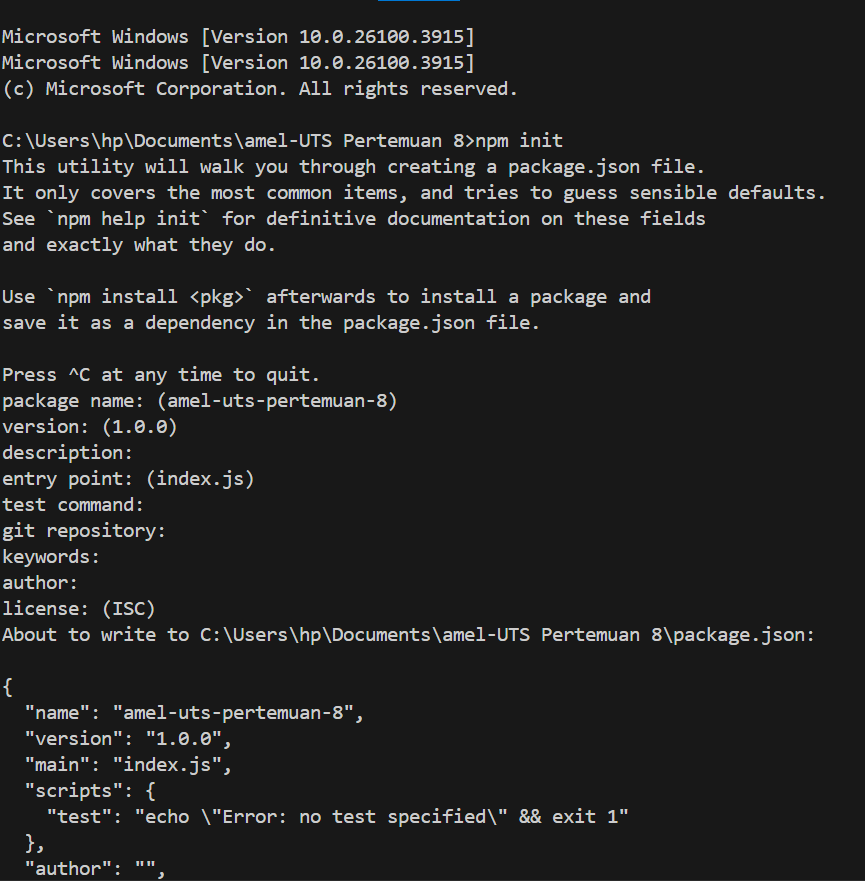 Microsoft Windows [Version 10.0.26100.3915]
Microsoft Windows [Version 10.0.26100.3915]
(c) Microsoft Corporation. All rights reserved.

C:\Users\hp\Documents\amel-UTS Pertemuan 8>npm init
This utility will walk you through creating a package.json file.
It only covers the most common items, and tries to guess sensible defaults.
See `npm help init` for definitive documentation on these fields
and exactly what they do.

Use `npm install <pkg>` afterwards to install a package and
save it as a dependency in the package.json file.

Press ^C at any time to quit.
package name: (amel-uts-pertemuan-8)
version: (1.0.0)
description:
entry point: (index.js)
test command:
git repository:
keywords:
author:
license: (ISC)
About to write to C:\Users\hp\Documents\amel-UTS Pertemuan 8\package.json:

{
  "name": "amel-uts-pertemuan-8",
  "version": "1.0.0",
  "main": "index.js",
  "scripts": {
    "test": "echo \"Error: no test specified\" && exit 1"
  },
  "author": "",